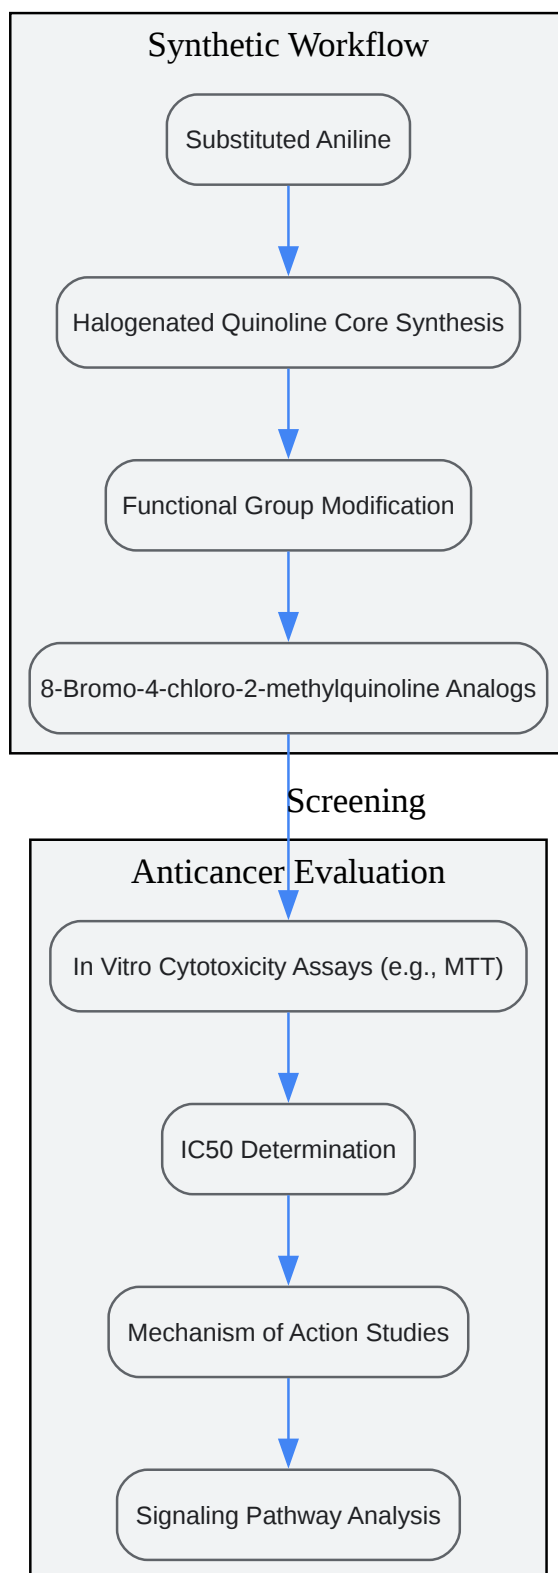 Synthetic Workflow
Substituted Aniline
Halogenated Quinoline Core Synthesis
Functional Group Modification
8-Bromo-4-chloro-2-methylquinoline Analogs
Screening
Anticancer Evaluation
In Vitro Cytotoxicity Assays (e.g., MTT)
IC50 Determination
Mechanism of Action Studies
Signaling Pathway Analysis